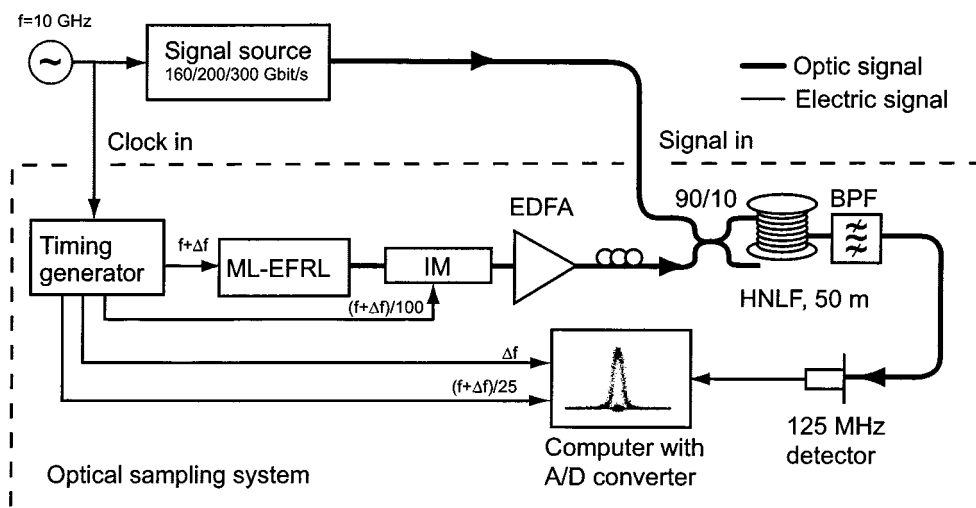 f=10 GHz
~
Signal source
160/200/300 Gbit/s
Optic signal
Electric signal
Clock in
Signal in
EDFA
90/10
BPF
Timing
generator
f+Δf
ML-EFRL
IM
(f+Δf)/100
HNLF, 50 m
Δf
(f+Δf)/25
125 MHz
detector
Computer with
A/D converter
Optical sampling system